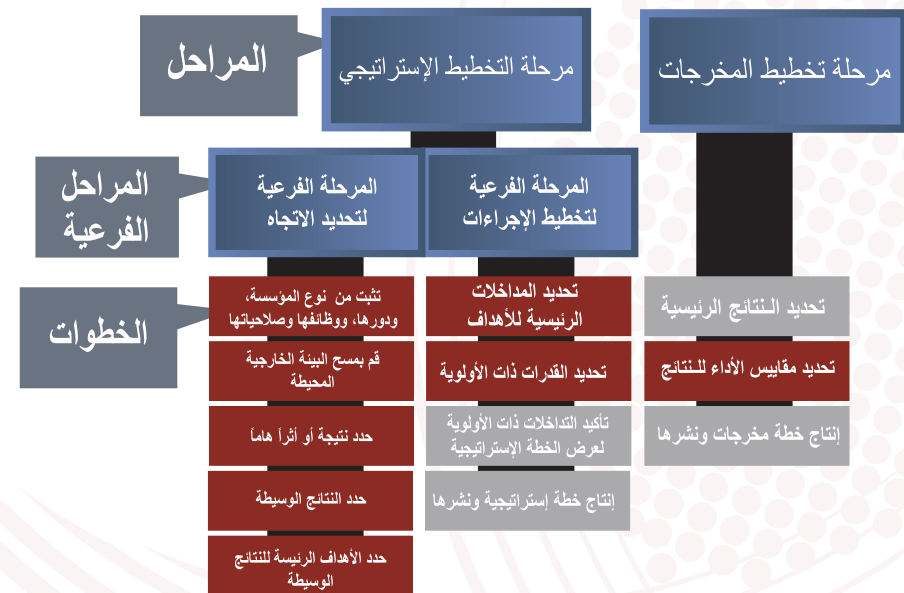 المراحل
مرحلة التخطيط الإستراتيجي
مرحلة تخطيط المخرجات
المراحل
الفرعية
المرحلة الفرعية
لتحديد الاتجاه
المرحلة الفرعية
لتخطيط الإجراءات
الخطوات
تثبت من نوع المؤسسة،
ودورها، ووظائفها وصلاحياتها
قم بمسح البيئة الخارجية
المحيطة
حدد نتيجة أو أثراً هاماً
حدد النتائج الوسيطة
حدد الأهداف الرئيسة للنتائج
الوسيطة
تحديد المداخلات
الرئيسية للأهداف
تحديد القدرات ذات الأولوية
تأكيد التداخلات ذات الأولوية
لعرض الخطة الإستراتيجية
إنتاج خطة إستراتيجية ونشرها
تحديد النتائج الرئيسية
تحديد مقاييس الأداء للنتائج
إنتاج خطة مخرجات ونشرها